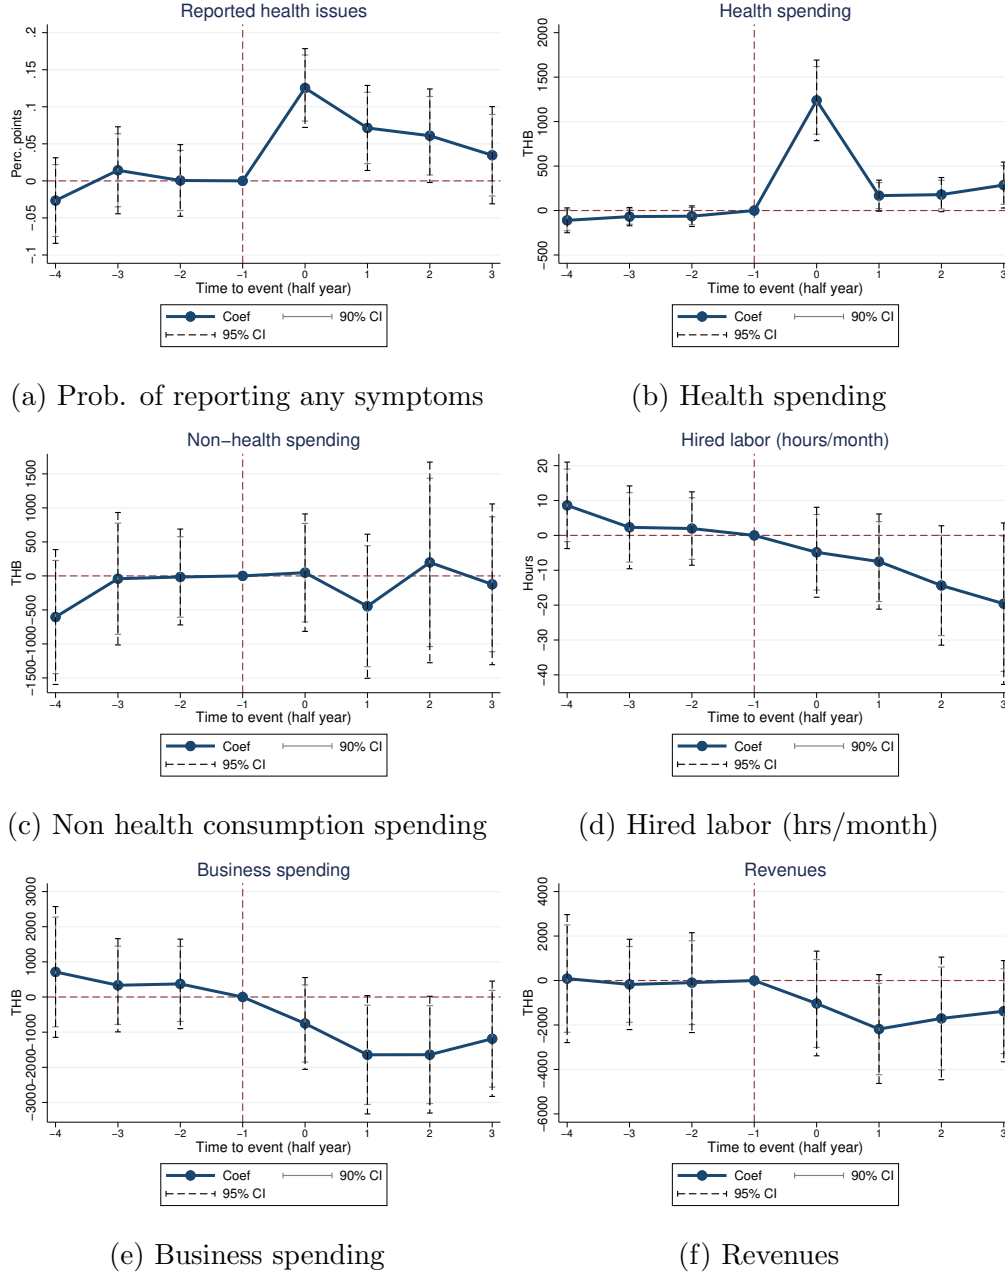 Reported health issues
Perc. points
.2
.15
.1
.05
0
-.05
-.1
-4 -3 -2 -1 0 1 2 3
Time to event (half year)
Coef 90% CI
95% CI
(a) Prob. of reporting any symptoms
Health spending
THB
2000
1500
1000
500
0
-500
-4 -3 -2 -1 0 1 2 3
Time to event (half year)
Coef 90% CI
95% CI
(b) Health spending
Non-health spending
THB
1500
1000
500
0
-500
-1000
-1500
-4 -3 -2 -1 0 1 2 3
Time to event (half year)
Coef 90% CI
95% CI
(c) Non health consumption spending
Hired labor (hours/month)
Hours
20
10
0
-10
-20
-30
-40
-4 -3 -2 -1 0 1 2 3
Time to event (half year)
Coef 90% CI
95% CI
(d) Hired labor (hrs/month)
Business spending
THB
3000
2000
1000
0
-1000
-2000
-3000
-4 -3 -2 -1 0 1 2 3
Time to event (half year)
Coef 90% CI
95% CI
(e) Business spending
Revenues
THB
4000
2000
0
-2000
-4000
-6000
-4 -3 -2 -1 0 1 2 3
Time to event (half year)
Coef 90% CI
95% CI
(f) Revenues